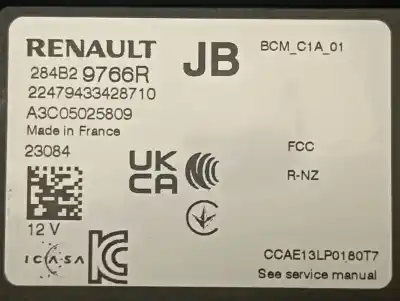 RENAULT
JB
BCM_C1A_01
284B2 9766R
22479433428710
A3C05025809
Made in France
23084
UK
CA
FCC
R-NZ
12 V
ICASA
KC
CCAE13LP0180T7
See service manual